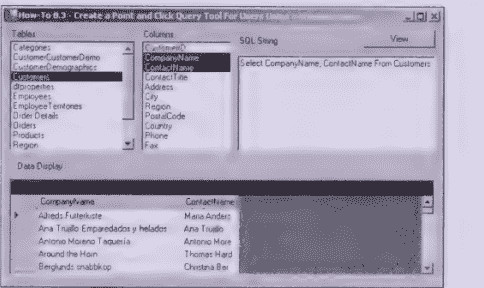 How-To 8.3 - Create a Point and Click Query Tool For Users Using
Tables
Columns
SQL String
View
Categories
CustomerCustomerDemo
CustomerDemographics
Customers
dtproperties
Employees
EmployeeTerritories
Order Details
Orders
Products
Region
CustomerID
CompanyName
ContactName
ContactTitle
Address
City
Region
PostalCode
Country
Phone
Fax
Select CompanyName, ContactName From Customers
Data Display
CompanyName ContactName
Alfreds Futterkiste Maria Anders
Ana Trujillo Emparedados y helados Ana Trujillo
Antonio Moreno Taquería Antonio More
Around the Horn Thomas Hard
Berglunds snabbköp Christina Ber